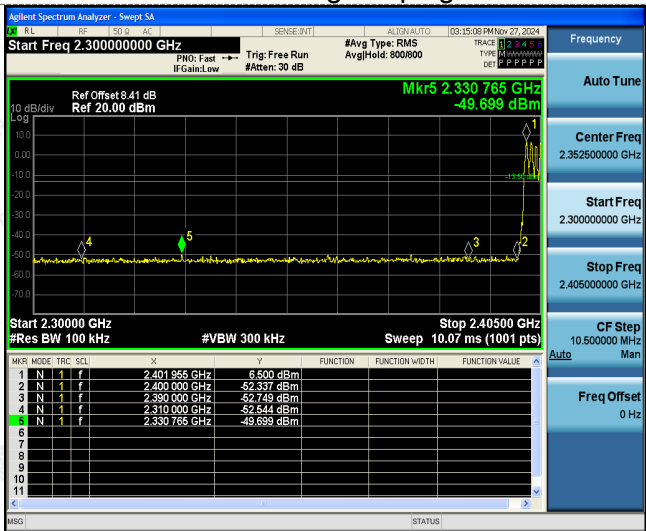 Agilent Spectrum Analyzer - Swept SA
RL RF 50 Ω AC SENSE:INT ALIGN AUTO 03:15:08 PM Nov 27, 2024
Start Freq 2.300000000 GHz
PNO: Fast
IFGain:Low
Trig: Free Run
#Atten: 30 dB
#Avg Type: RMS
Avg|Hold: 800/800
TRACE 1 2 3 4 5 6
TYPE M
DET P P P P P P
Ref Offset 8.41 dB
10 dB/div Ref 20.00 dBm
Log
Mkr5 2.330 765 GHz
-49.699 dBm
1
10.0
0.00
-10.0
-13.50 dBm
-20.0
-30.0
-40.0
4
5
3
2
-50.0
-60.0
-70.0
Start 2.30000 GHz Stop 2.40500 GHz
#Res BW 100 kHz #VBW 300 kHz Sweep 10.07 ms (1001 pts)
MKR MODE TRC SCL X Y FUNCTION FUNCTION WIDTH FUNCTION VALUE
1 N 1 f 2.401 955 GHz 6.500 dBm
2 N 1 f 2.400 000 GHz -52.337 dBm
3 N 1 f 2.390 000 GHz -52.749 dBm
4 N 1 f 2.310 000 GHz -52.544 dBm
5 N 1 f 2.330 765 GHz -49.699 dBm
6
7
8
9
10
11
MSG STATUS
Frequency
Auto Tune
Center Freq
2.352500000 GHz
Start Freq
2.300000000 GHz
Stop Freq
2.405000000 GHz
CF Step
10.500000 MHz
Auto Man
Freq Offset
0 Hz